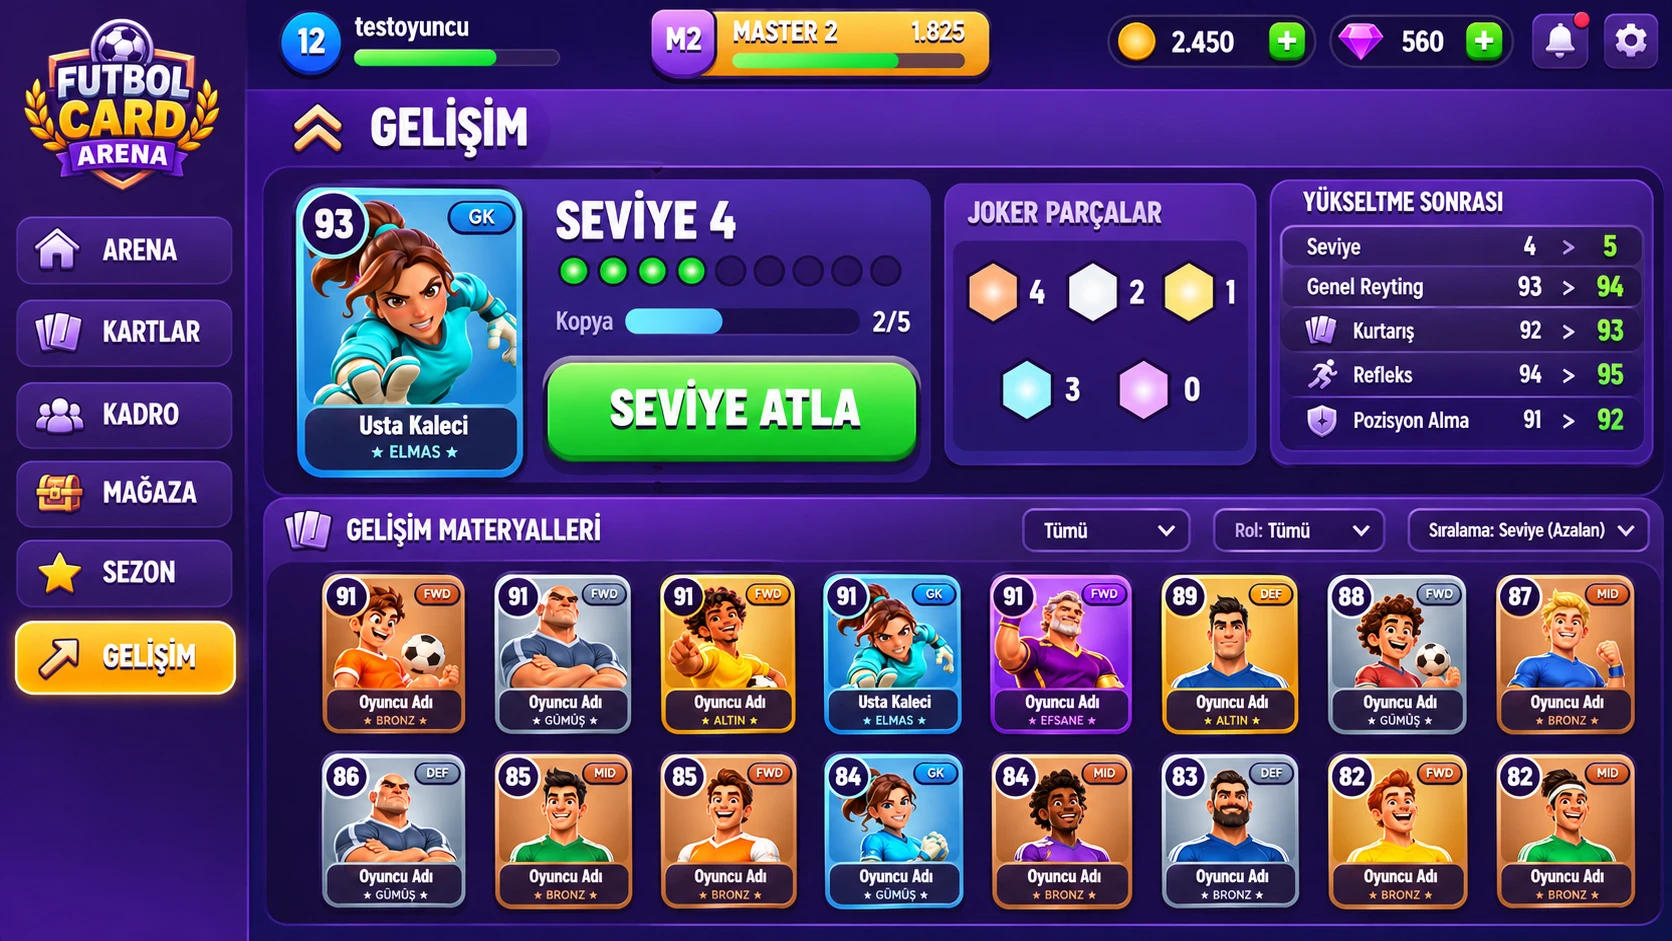 FUTBOL
CARD
ARENA
12
testoyuncu
M2
MASTER 2
1.825
2.450
+
560
+
ARENA
KARTLAR
KADRO
MAĞAZA
SEZON
GELİŞİM
GELİŞİM
93
GK
Usta Kaleci
★ ELMAS ★
SEVİYE 4
Kopya 2/5
SEVİYE ATLA
JOKER PARÇALAR
4 2 1
3 0
YÜKSELTME SONRASI
Seviye 4 > 5
Genel Reyting 93 > 94
Kurtarış 92 > 93
Refleks 94 > 95
Pozisyon Alma 91 > 92
GELİŞİM MATERYALLERİ
Tümü
Rol: Tümü
Sıralama: Seviye (Azalan)
91 FWD
Oyuncu Adı
★ BRONZ ★
91 FWD
Oyuncu Adı
★ GÜMÜŞ ★
91 FWD
Oyuncu Adı
★ ALTIN ★
91 GK
Usta Kaleci
★ ELMAS ★
91 FWD
Oyuncu Adı
★ EFSANE ★
89 DEF
Oyuncu Adı
★ ALTIN ★
88 FWD
Oyuncu Adı
★ GÜMÜŞ ★
87 MID
Oyuncu Adı
★ BRONZ ★
86 DEF
Oyuncu Adı
★ GÜMÜŞ ★
85 MID
Oyuncu Adı
★ BRONZ ★
85 FWD
Oyuncu Adı
★ BRONZ ★
84 GK
Oyuncu Adı
★ GÜMÜŞ ★
84 MID
Oyuncu Adı
★ BRONZ ★
83 DEF
Oyuncu Adı
★ BRONZ ★
82 FWD
Oyuncu Adı
★ BRONZ ★
82 MID
Oyuncu Adı
★ BRONZ ★